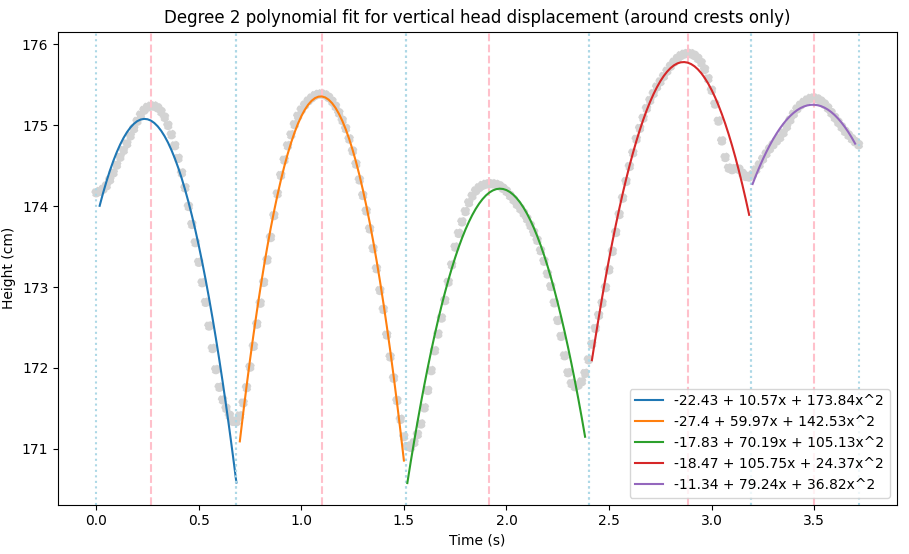 Degree 2 polynomial fit for vertical head displacement (around crests only)
Height (cm)
176
175
174
173
172
171
0.0 0.5 1.0 1.5 2.0 2.5 3.0 3.5
Time (s)
-22.43 + 10.57x + 173.84x^2
-27.4 + 59.97x + 142.53x^2
-17.83 + 70.19x + 105.13x^2
-18.47 + 105.75x + 24.37x^2
-11.34 + 79.24x + 36.82x^2